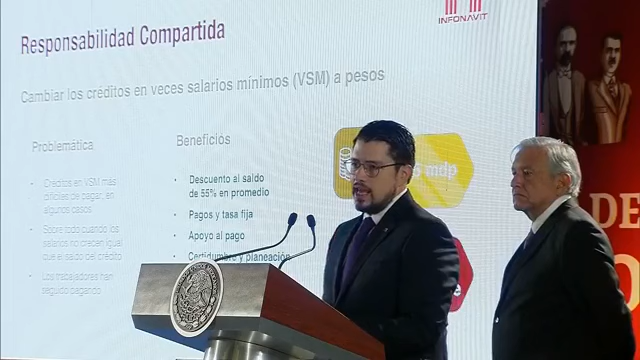 INFONAVIT
Responsabilidad Compartida
Cambiar los créditos en veces salarios mínimos (VSM) a pesos
Problemática
Créditos en VSM más
difíciles de pagar, en
algunos casos
Sobre todo cuando los
salarios no crecen igual
que el saldo del crédito
Los trabajadores han
seguido pagando
Beneficios
Descuento al saldo
de 55% en promedio
Pagos y tasa fija
Apoyo al pago
Certidumbre y planeación
mdp
DE